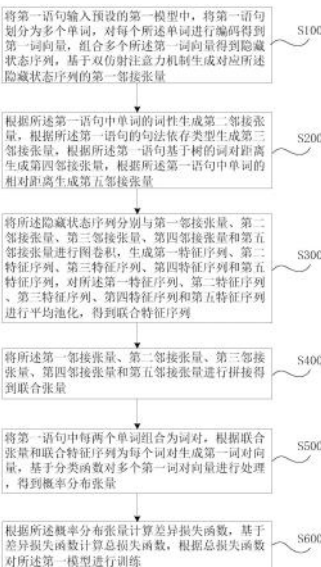 将第一语句输入预设的第一模型中，将第一语句
划分为多个单词，对每个所述单词进行编码得到
第一词向量，组合多个所述第一词向量得到隐藏
状态序列，基于双仿射注意力机制生成对应所述
隐藏状态序列的第一邻接张量
S100
根据所述第一语句中单词的词性生成第二邻接张
量，根据所述第一语句的句法依存类型生成第三
邻接张量，根据所述第一语句基于树的词对距离
生成第四邻接张量，根据所述第一语句中单词的
相对距离生成第五邻接张量
S200
将所述隐藏状态序列分别与第一邻接张量、第二
邻接张量、第三邻接张量、第四邻接张量和第五
邻接张量进行图卷积，生成第一特征序列、第二
特征序列、第三特征序列、第四特征序列和第五
特征序列，对所述第一特征序列、第二特征序列
、第三特征序列、第四特征序列和第五特征序列
进行平均池化，得到联合特征序列
S300
将所述第一邻接张量、第二邻接张量、第三邻接
张量、第四邻接张量和第五邻接张量进行拼接得
到联合张量
S400
将第一语句中每两个单词组合为词对，根据联合
张量和联合特征序列为每个词对生成第一词对向
量，基于分类函数对多个第一词对向量进行处理
，得到概率分布张量
S500
根据所述概率分布张量计算差异损失函数，基于
差异损失函数计算总损失函数，根据总损失函数
对所述第一模型进行训练
S600